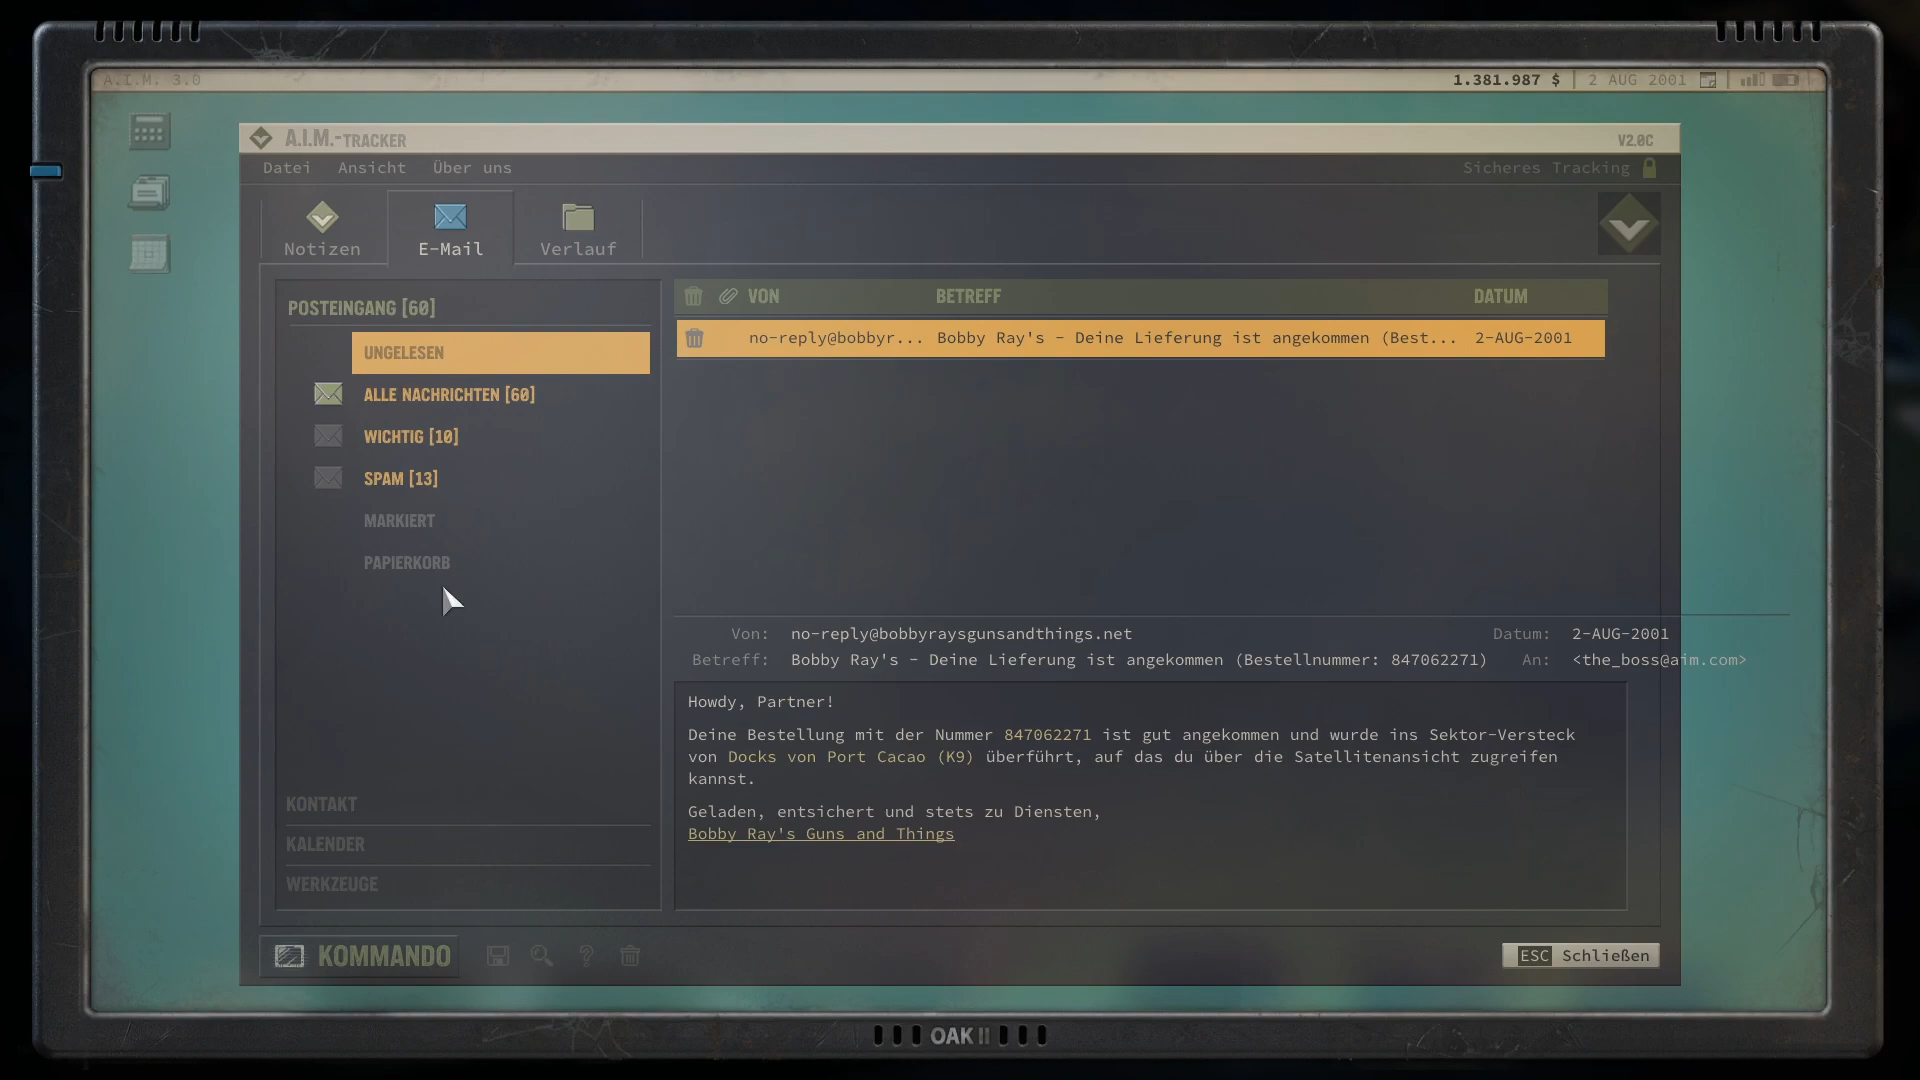 A.I.M. 3.0
1.381.987 $ | 2 AUG 2001
A.I.M.-TRACKER
V2.0C
Datei Ansicht Über uns
Sicheres Tracking
Notizen E-Mail Verlauf
POSTEINGANG [60]
UNGELESEN
ALLE NACHRICHTEN [60]
WICHTIG [10]
SPAM [13]
MARKIERT
PAPIERKORB
KONTAKT
KALENDER
WERKZEUGE
VON BETREFF DATUM
no-reply@bobbyr... Bobby Ray's - Deine Lieferung ist angekommen (Best... 2-AUG-2001
Von: no-reply@bobbyraysgunsandthings.net Datum: 2-AUG-2001
Betreff: Bobby Ray's - Deine Lieferung ist angekommen (Bestellnummer: 847062271) An: <the_boss@aim.com>
Howdy, Partner!
Deine Bestellung mit der Nummer 847062271 ist gut angekommen und wurde ins Sektor-Versteck
von Docks von Port Cacao (K9) überführt, auf das du über die Satellitenansicht zugreifen
kannst.
Geladen, entsichert und stets zu Diensten,
Bobby Ray's Guns and Things
KOMMANDO
?
ESC Schließen
OAK II